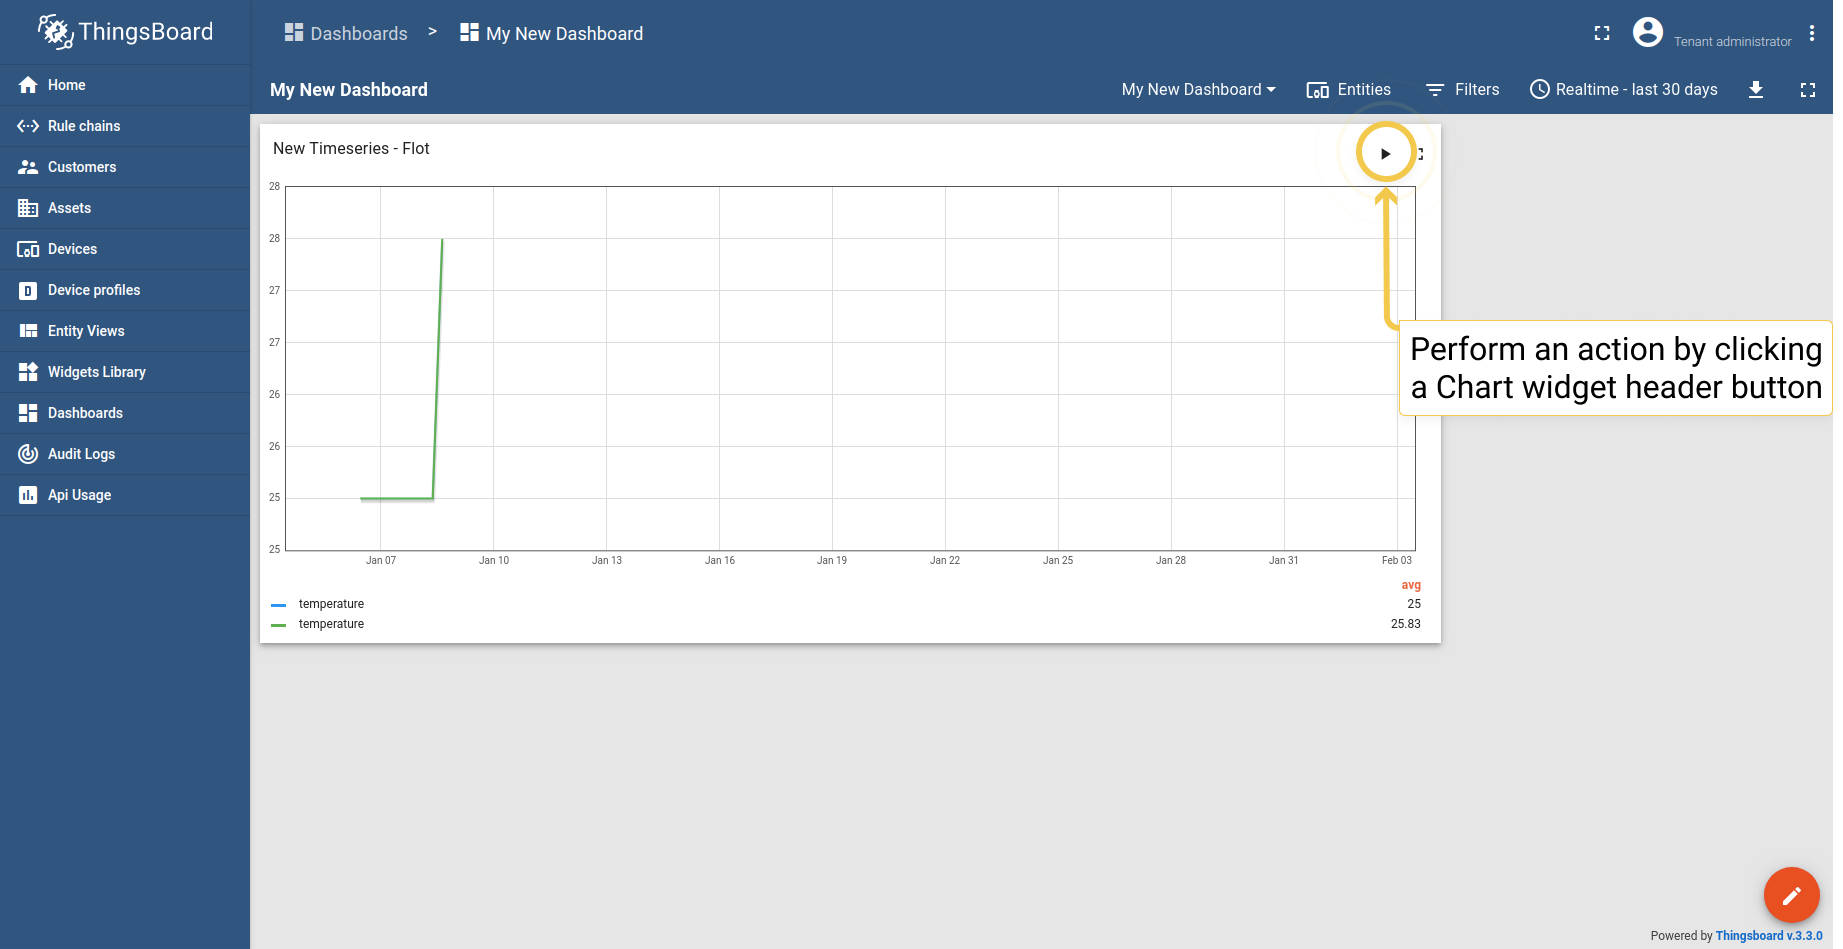 ThingsBoard
Dashboards > My New Dashboard
Tenant administrator
Home
Rule chains
Customers
Assets
Devices
Device profiles
Entity Views
Widgets Library
Dashboards
Audit Logs
Api Usage
My New Dashboard
My New Dashboard Entities Filters Realtime - last 30 days
New Timeseries - Flot
28
28
27
27
26
26
25
25
Jan 07 Jan 10 Jan 13 Jan 16 Jan 19 Jan 22 Jan 25 Jan 28 Jan 31 Feb 03
avg
temperature 25
temperature 25.83
Perform an action by clicking
a Chart widget header button
Powered by Thingsboard v.3.3.0